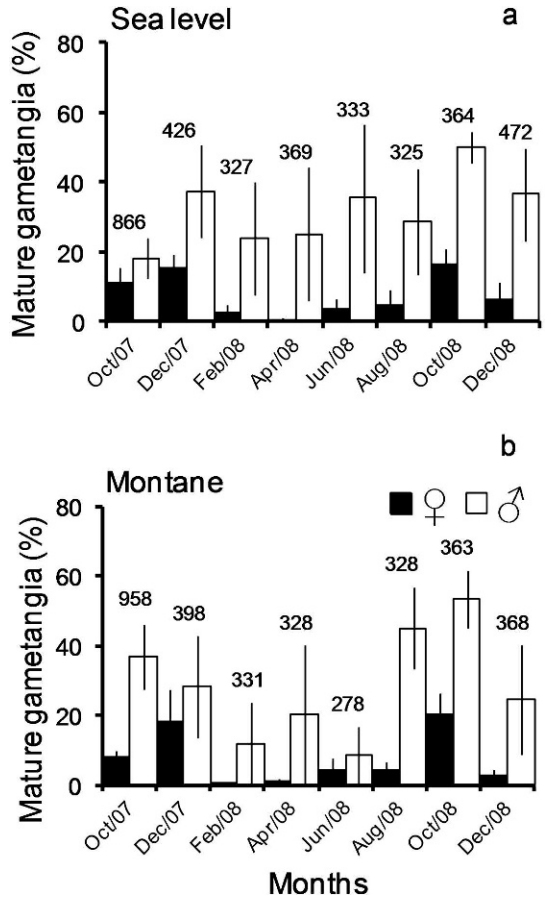 Sea level
a
Mature gametangia (%)
80
60
40
20
0
866
426
327
369
333
325
364
472
Oct/07
Dec/07
Feb/08
Apr/08
Jun/08
Aug/08
Oct/08
Dec/08
b
Montane
♀ ♂
Mature gametangia (%)
80
60
40
20
0
958
398
331
328
278
328
363
368
Oct/07
Dec/07
Feb/08
Apr/08
Jun/08
Aug/08
Oct/08
Dec/08
Months